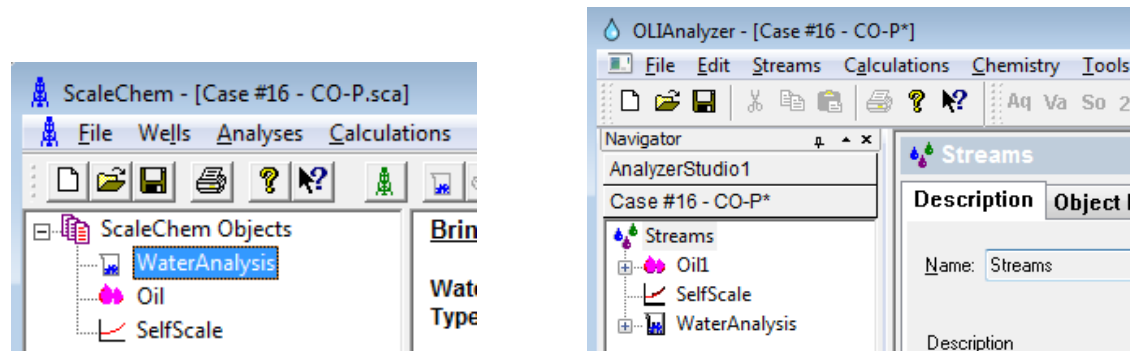 ScaleChem - [Case #16 - CO-P.sca]
File Wells Analyses Calculations
ScaleChem Objects
WaterAnalysis
Oil
SelfScale
Type
OLIAnalyzer - [Case #16 - CO-P*]
File Edit Streams Calculations Chemistry Tools
Aq Va So 2
Navigator
AnalyzerStudio1
Case #16 - CO-P*
Streams
Oil1
SelfScale
WaterAnalysis
Streams
Description Object
Name: Streams
Description